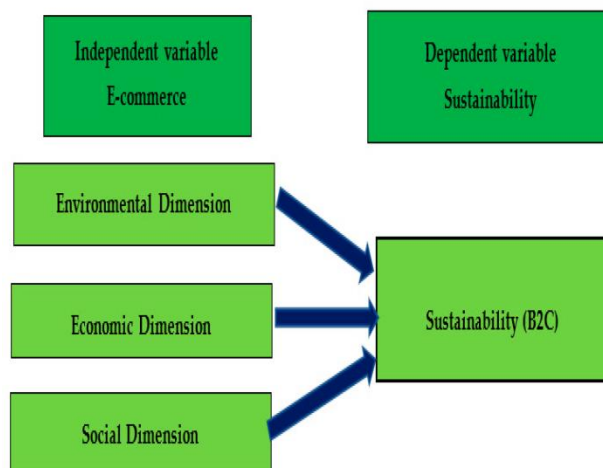 Independent variable
E-commerce
Dependent variable
Sustainability
Environmental Dimension
Economic Dimension
Sustainability (B2C)
Social Dimension